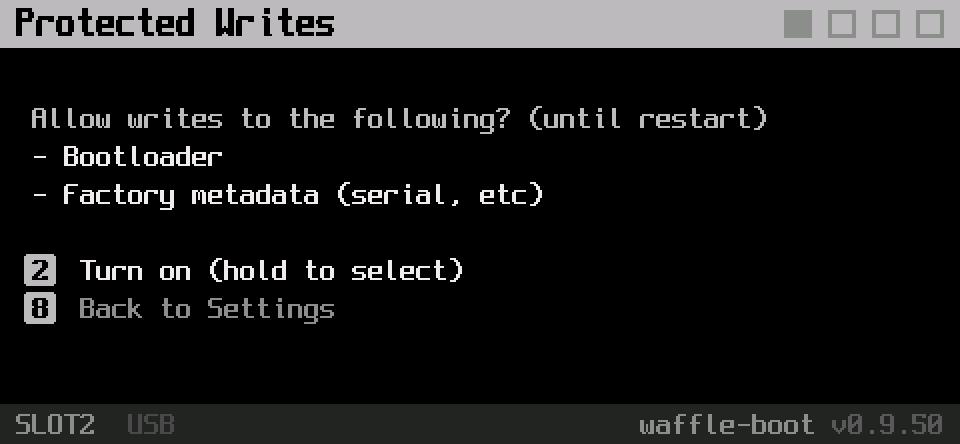 Protected Writes
Allow writes to the following? (until restart)
- Bootloader
- Factory metadata (serial, etc)
2 Turn on (hold to select)
8 Back to Settings
SLOT2 USB waffle-boot v0.9.50